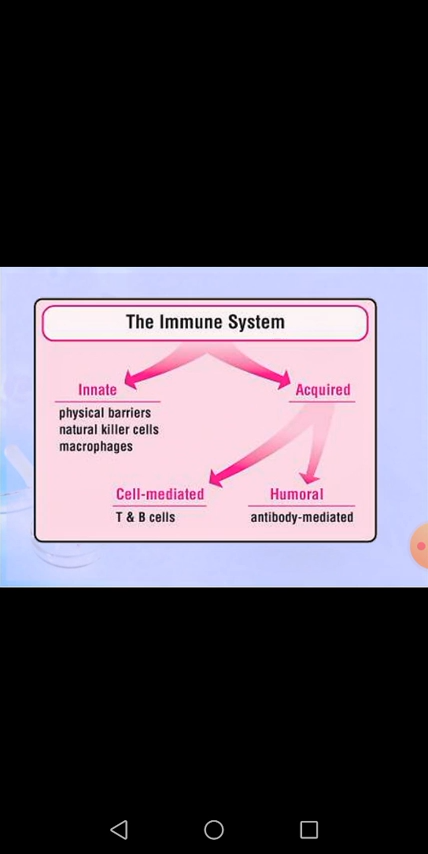 The Immune System
Innate
physical barriers
natural killer cells
macrophages
Acquired
Cell-mediated
T & B cells
Humoral
antibody-mediated